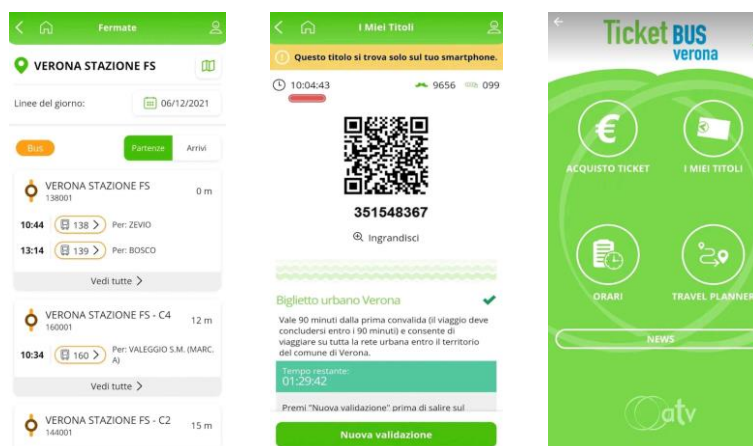 Fermate
VERONA STAZIONE FS
Linee del giorno:
06/12/2021
Bus
Partenze
Arrivi
VERONA STAZIONE FS
138001
0 m
10:44
138 >
Per: ZEVIO
13:14
139 >
Per: BOSCO
Vedi tutte >
VERONA STAZIONE FS - C4
160001
12 m
10:34
160 >
Per: VALEGGIO S.M. (MARC.
A)
Vedi tutte >
VERONA STAZIONE FS - C2
144001
15 m
I Miei Titoli
Questo titolo si trova solo sul tuo smartphone.
10:04:43
9656
099
351548367
Ingrandisci
Biglietto urbano Verona
Vale 90 minuti dalla prima convalida (il viaggio deve
concludersi entro i 90 minuti) e consente di
viaggiare su tutta la rete urbana entro il territorio
del comune di Verona.
Tempo restante:
01:29:42
Premi "Nuova validazione" prima di salire sul
Nuova validazione
Ticket BUS
verona
€
ACQUISTO TICKET
I MIEI TITOLI
ORARI
TRAVEL PLANNER
NEWS
atv